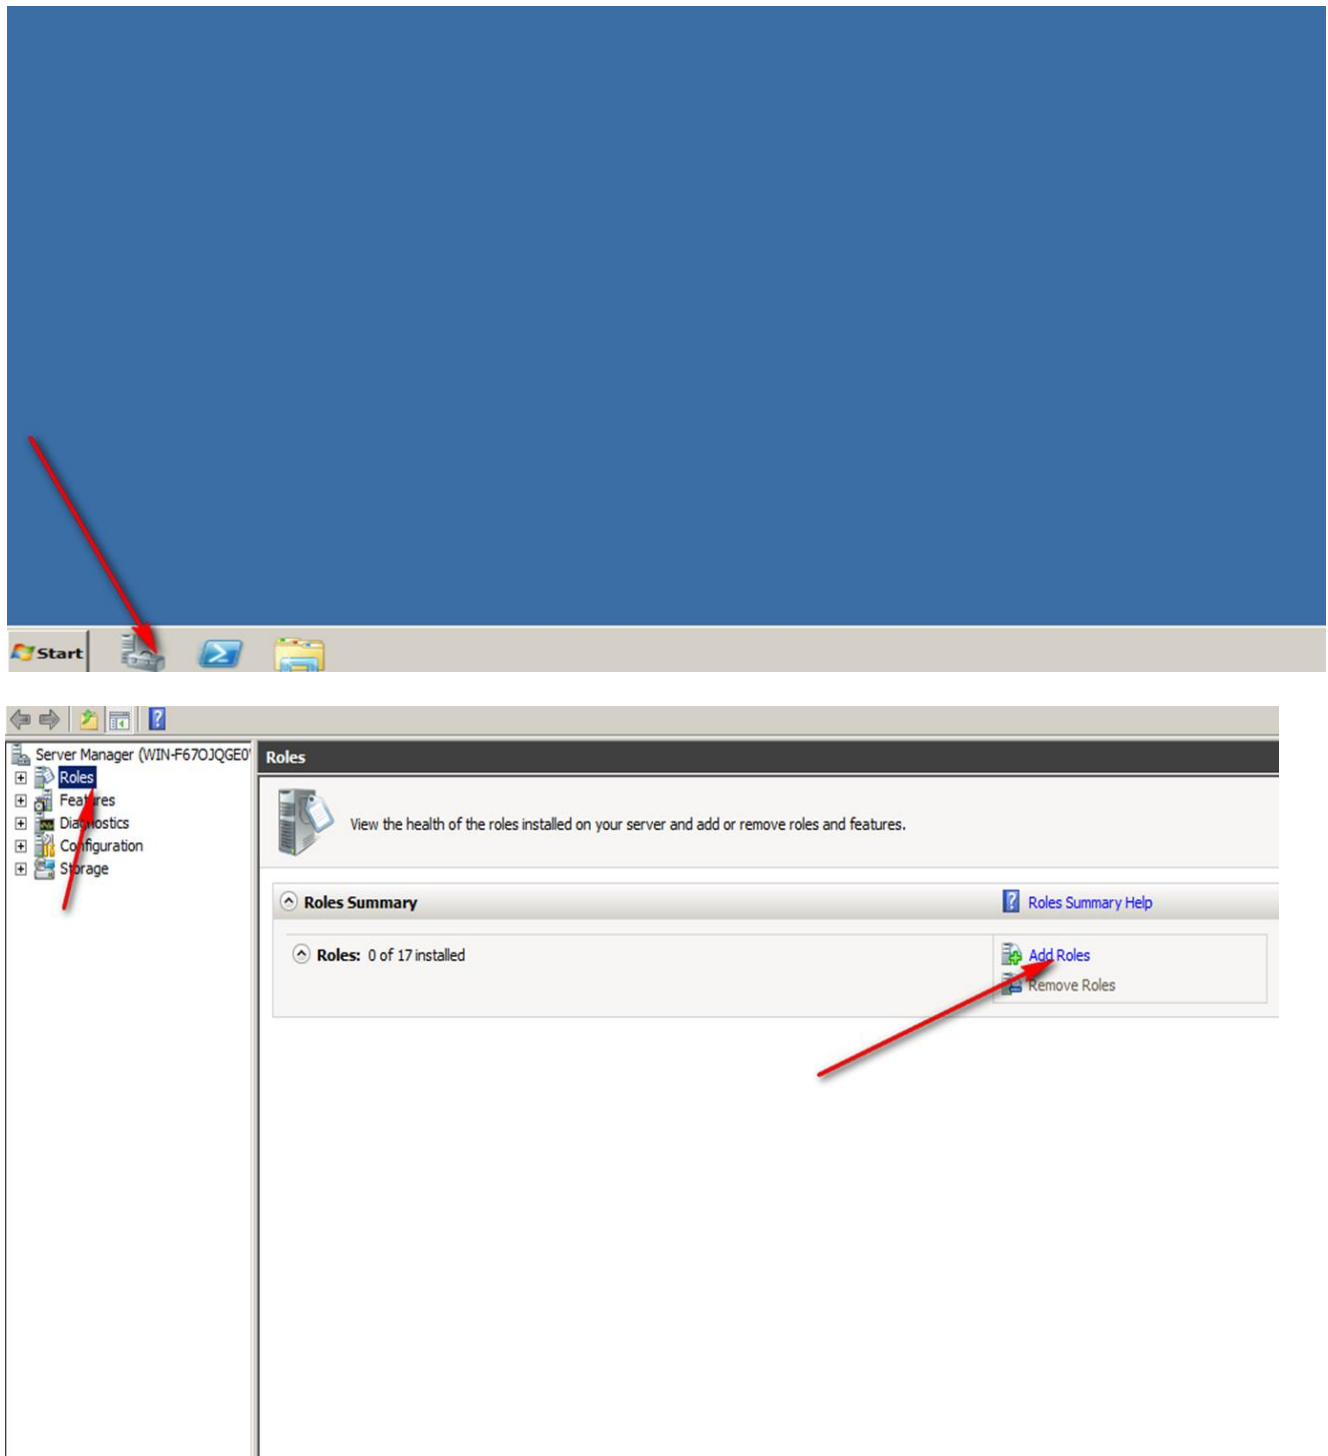 Start
Server Manager (WIN-F67OJQGE0'
Roles
Features
Diagnostics
Configuration
Storage
Roles
View the health of the roles installed on your server and add or remove roles and features.
Roles Summary
Roles Summary Help
Roles: 0 of 17 installed
Add Roles
Remove Roles